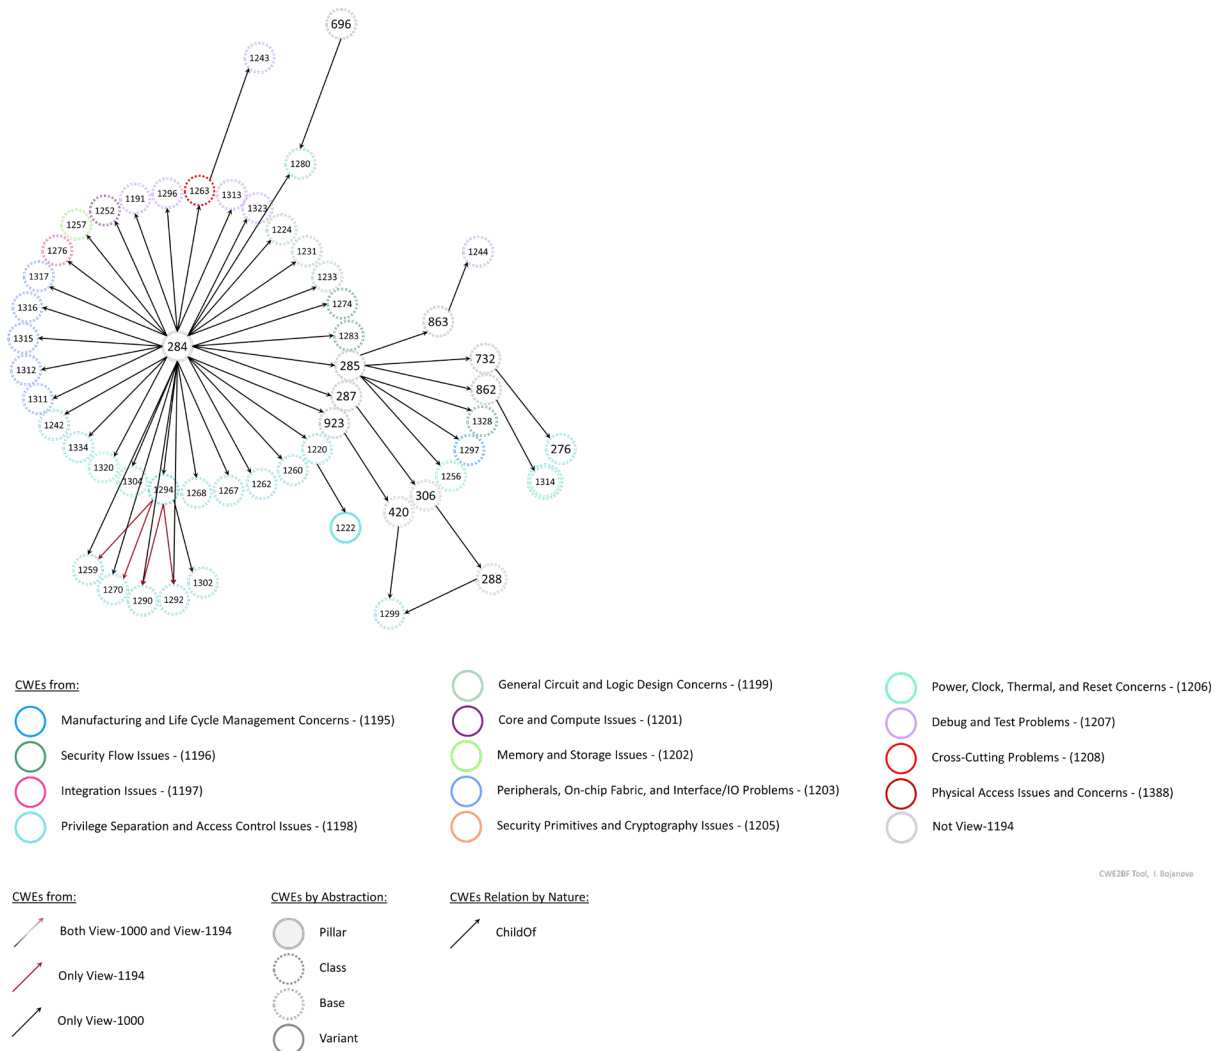 696
1243
1280
1263
1296
1313
1191
1323
1252
1257
1224
1276
1231
1244
1317
1233
1274
1316
863
1283
1315
284
732
285
1312
862
287
1311
923
1328
1242
1334
1220
1297
276
1320
1260
1256
1304
1314
1262
1294
1268
1267
306
420
1222
1259
288
1302
1270
1290
1292
1299
CWEs from:
Manufacturing and Life Cycle Management Concerns - (1195)
Security Flow Issues - (1196)
Integration Issues - (1197)
Privilege Separation and Access Control Issues - (1198)
General Circuit and Logic Design Concerns - (1199)
Core and Compute Issues - (1201)
Memory and Storage Issues - (1202)
Peripherals, On-chip Fabric, and Interface/IO Problems - (1203)
Security Primitives and Cryptography Issues - (1205)
Power, Clock, Thermal, and Reset Concerns - (1206)
Debug and Test Problems - (1207)
Cross-Cutting Problems - (1208)
Physical Access Issues and Concerns - (1388)
Not View-1194
CWE2BF Tool, I. Bojanova
CWEs from:
Both View-1000 and View-1194
Only View-1194
Only View-1000
CWEs by Abstraction:
Pillar
Class
Base
Variant
CWEs Relation by Nature:
ChildOf